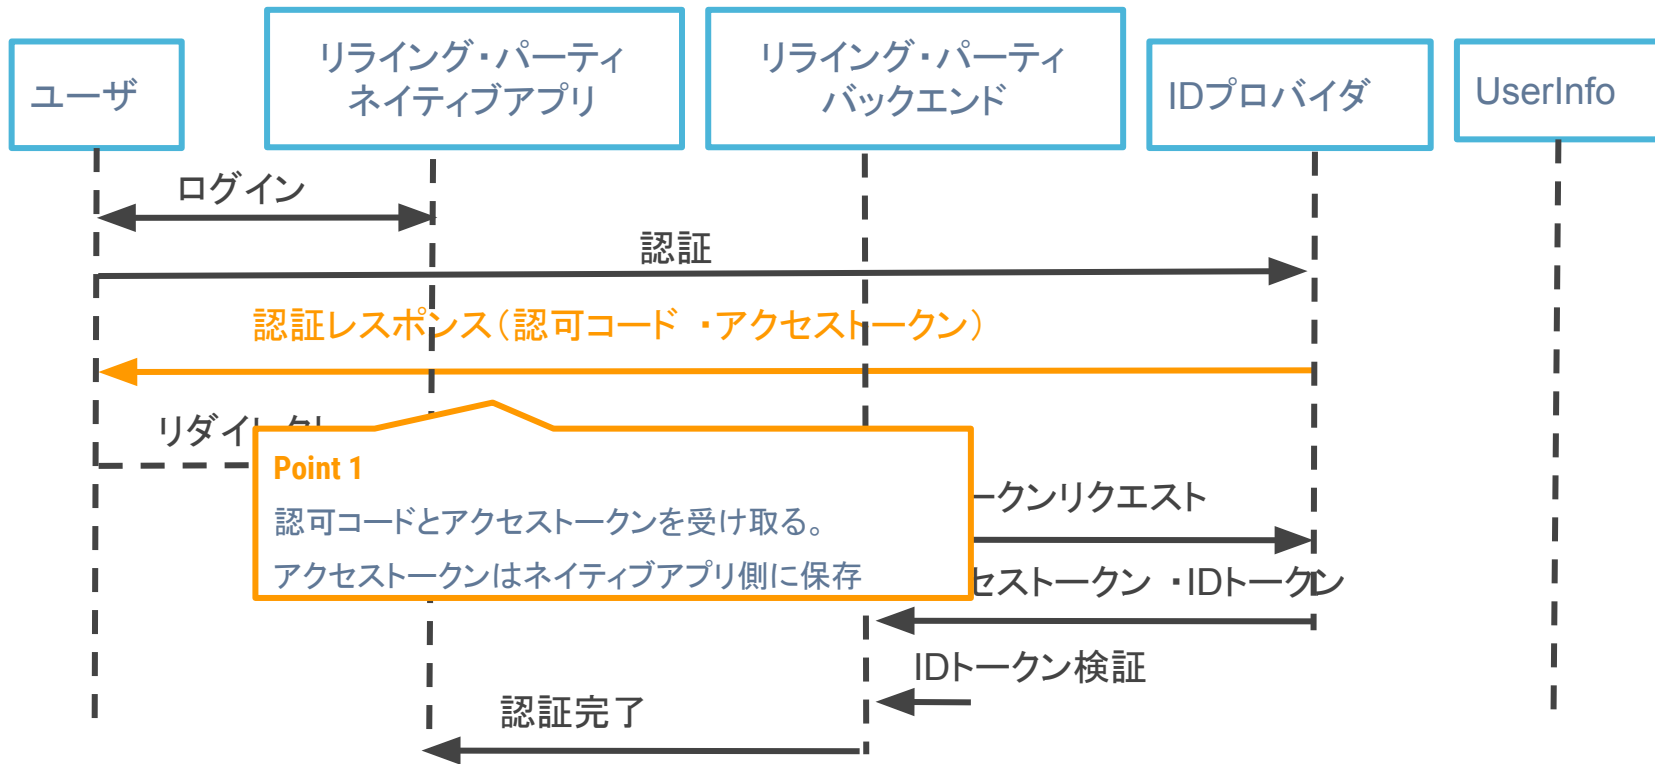 ユーザ
リライング・パーティ
ネイティブアプリ
リライング・パーティ
バックエンド
IDプロバイダ
UserInfo
ログイン
認証
認証レスポンス（認可コード ・アクセストークン）
リダイ
Point 1
認可コードとアクセストークンを受け取る。
アクセストークンはネイティブアプリ側に保存
ークンリクエスト
セストークン ・IDトークン
IDトークン検証
認証完了